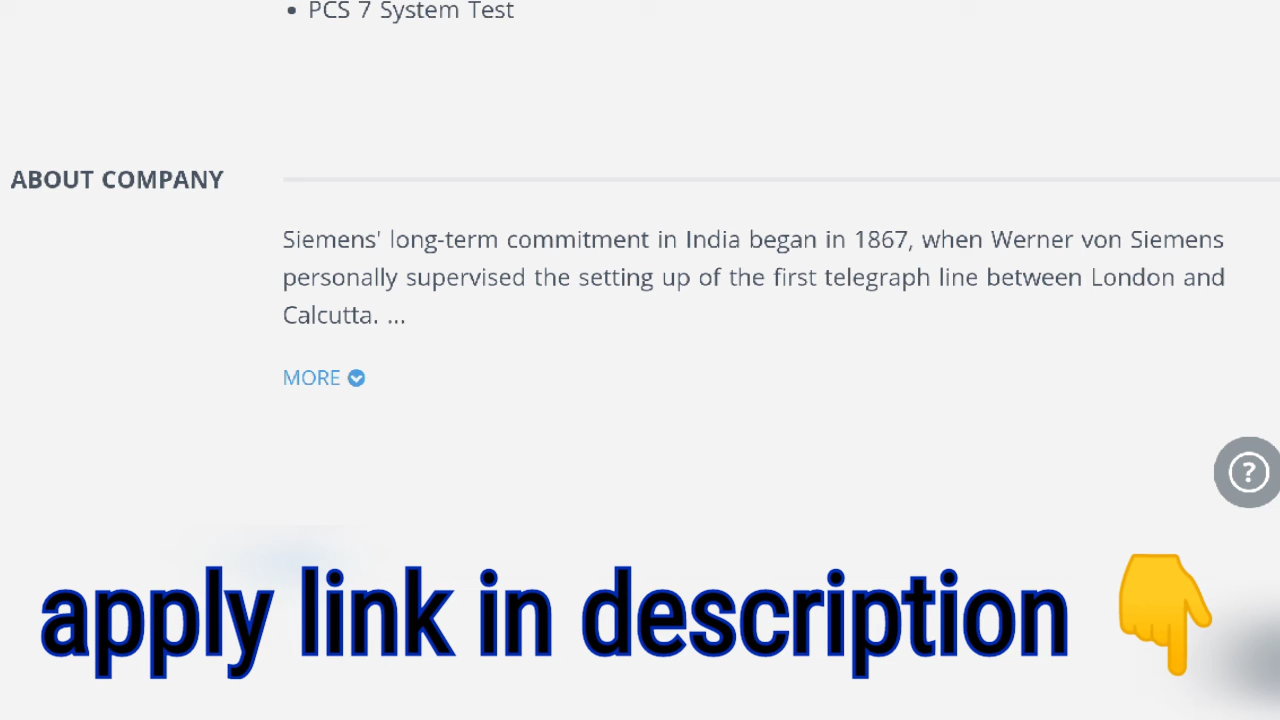 • PCS 7 System Test
ABOUT COMPANY
Siemens' long-term commitment in India began in 1867, when Werner von Siemens
personally supervised the setting up of the first telegraph line between London and
Calcutta. ...
MORE
?
apply link in description 👇